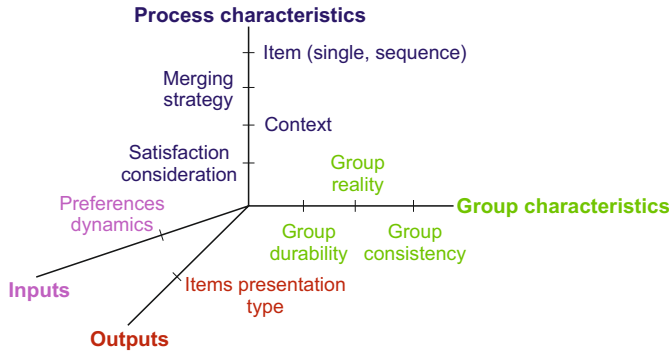 Process characteristics
Item (single, sequence)
Merging
strategy
Context
Satisfaction
consideration
Group
reality
Preferences
dynamics
Group characteristics
Group
durability
Group
consistency
Inputs
Items presentation
type
Outputs